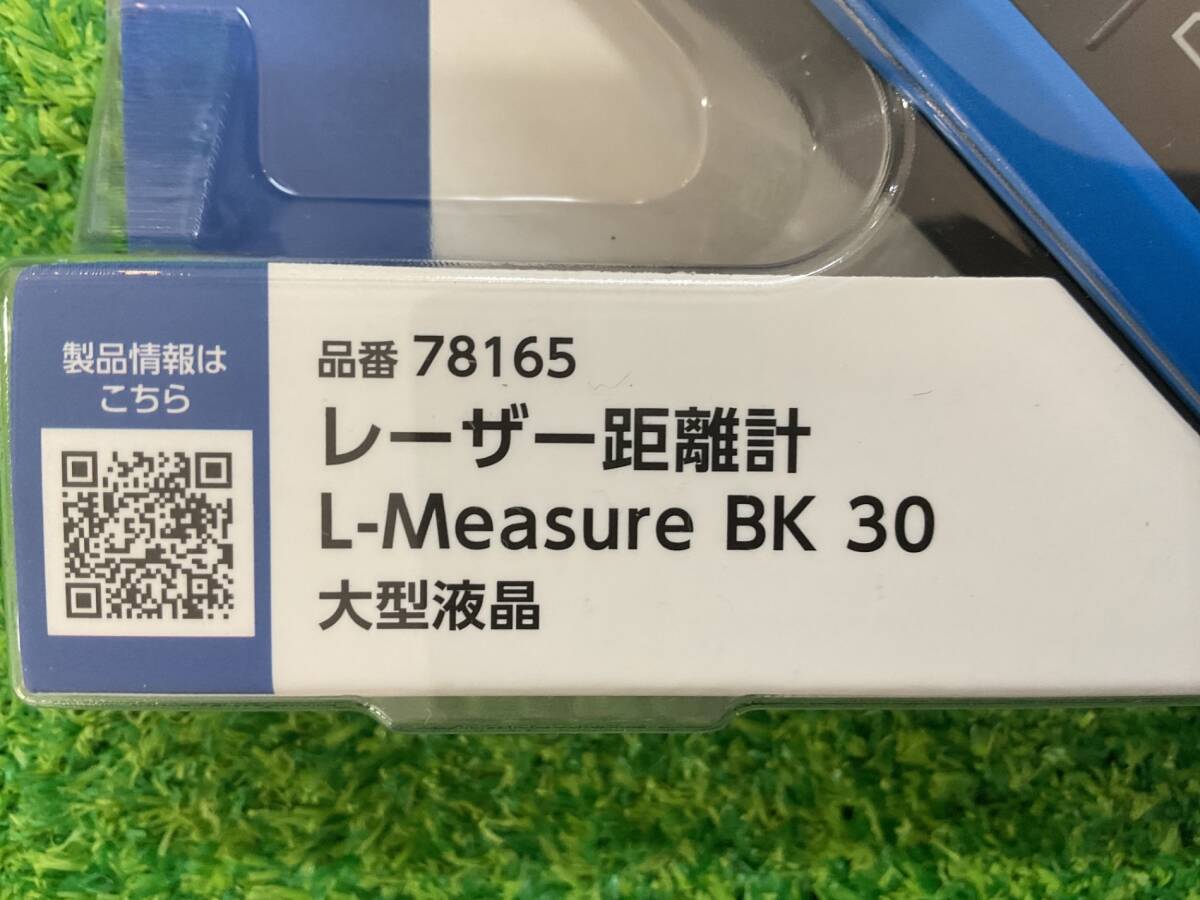 製品情報は
こちら
品番 78165
レーザー距離計
L-Measure BK 30
大型液晶